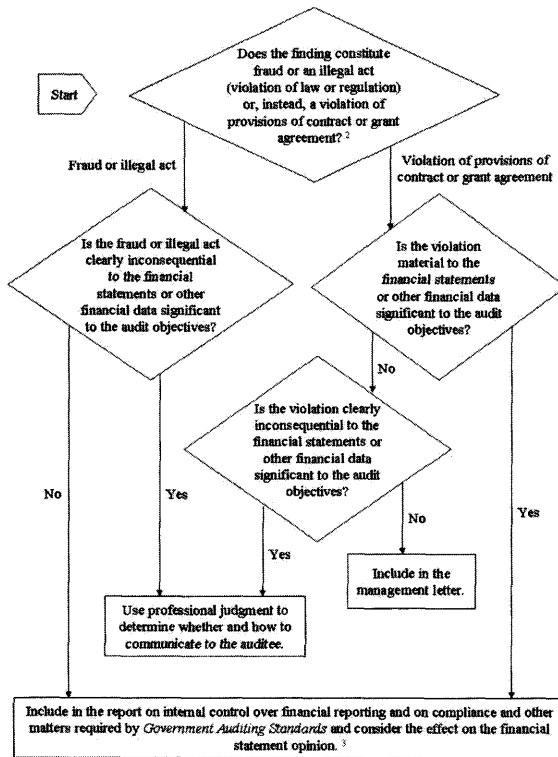 Start
Does the finding constitute
fraud or an illegal act
(violation of law or regulation)
or, instead, a violation of
provisions of contract or grant
agreement? 2
Fraud or illegal act
Violation of provisions of
contract or grant agreement
Is the fraud or illegal act
clearly inconsequential
to the financial
statements or other
financial data significant
to the audit objectives?
Is the violation
material to the
financial statements
or other financial data
significant to the audit
objectives?
No
Is the violation clearly
inconsequential to the
financial statements or
other financial data
significant to the audit
objectives?
No
Yes
Yes
No
Yes
Include in the
management letter.
Use professional judgment to
determine whether and how to
communicate to the auditee.
Include in the report on internal control over financial reporting and on compliance and other
matters required by Government Auditing Standards and consider the effect on the financial
statement opinion. 3